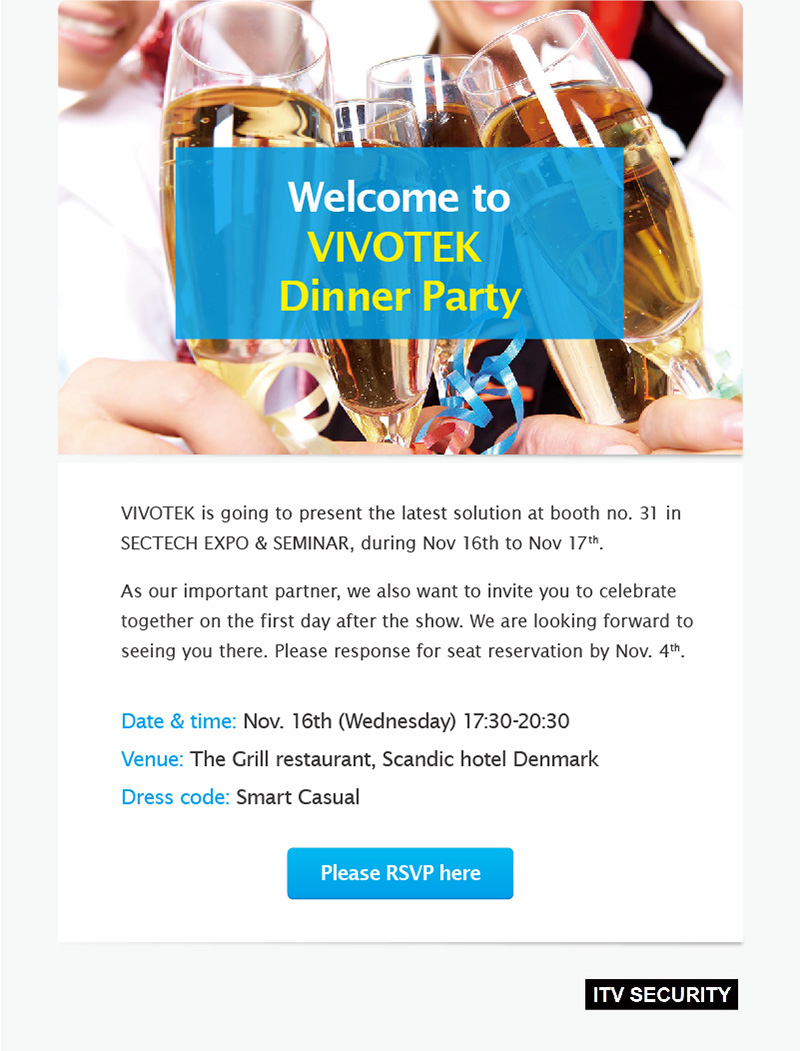 Welcome to
VIVOTEK
Dinner Party
VIVOTEK is going to present the latest solution at booth no. 31 in
SECTECH EXPO & SEMINAR, during Nov 16th to Nov 17th.
As our important partner, we also want to invite you to celebrate
together on the first day after the show. We are looking forward to
seeing you there. Please response for seat reservation by Nov. 4th.
Date & time: Nov. 16th (Wednesday) 17:30-20:30
Venue: The Grill restaurant, Scandic hotel Denmark
Dress code: Smart Casual
Please RSVP here
ITV SECURITY